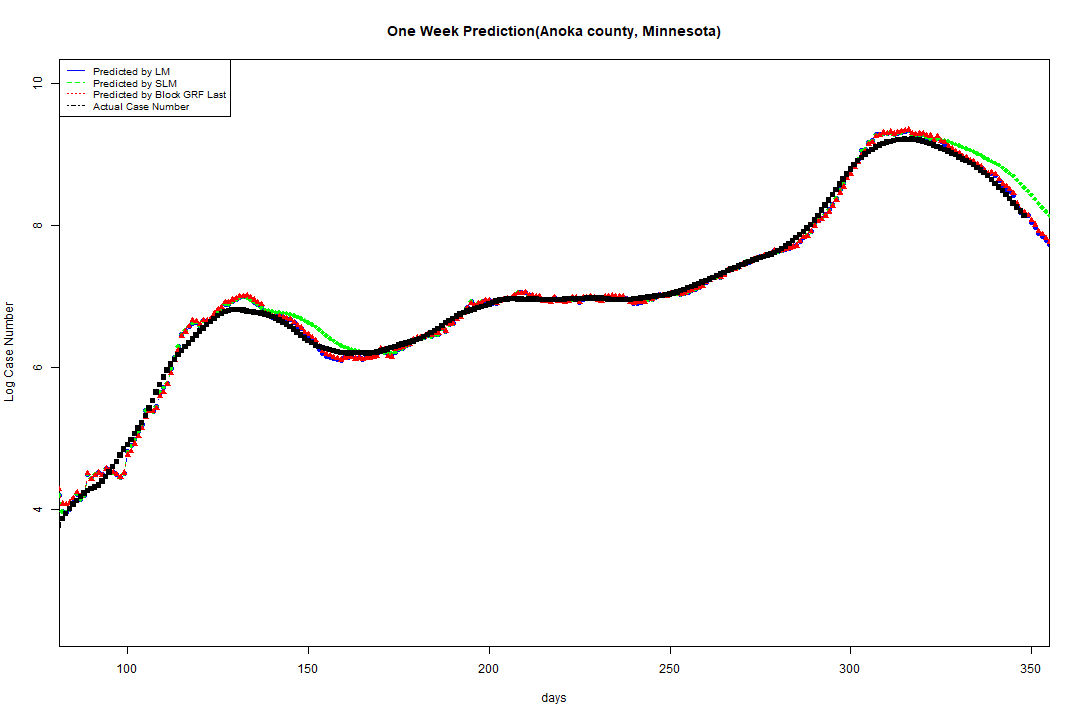 One Week Prediction(Anoka county, Minnesota)
Predicted by LM
Predicted by SLM
Predicted by Block GRF Last
Actual Case Number
10
8
6
4
Log Case Number
100 150 200 250 300 350
days